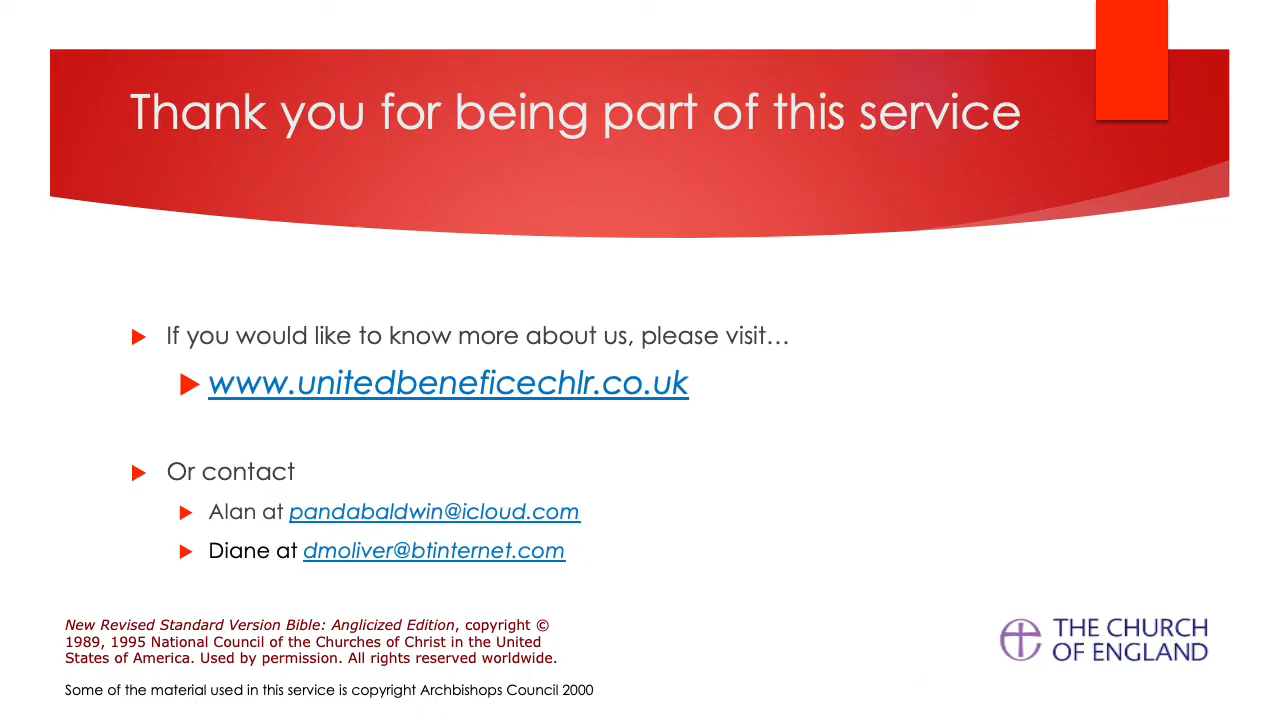 Thank you for being part of this service
If you would like to know more about us, please visit…
www.unitedbeneficechlr.co.uk
Or contact
Alan at pandabaldwin@icloud.com
Diane at dmoliver@btinternet.com
New Revised Standard Version Bible: Anglicized Edition, copyright ©
1989, 1995 National Council of the Churches of Christ in the United
States of America. Used by permission. All rights reserved worldwide.
Some of the material used in this service is copyright Archbishops Council 2000
THE CHURCH
OF ENGLAND